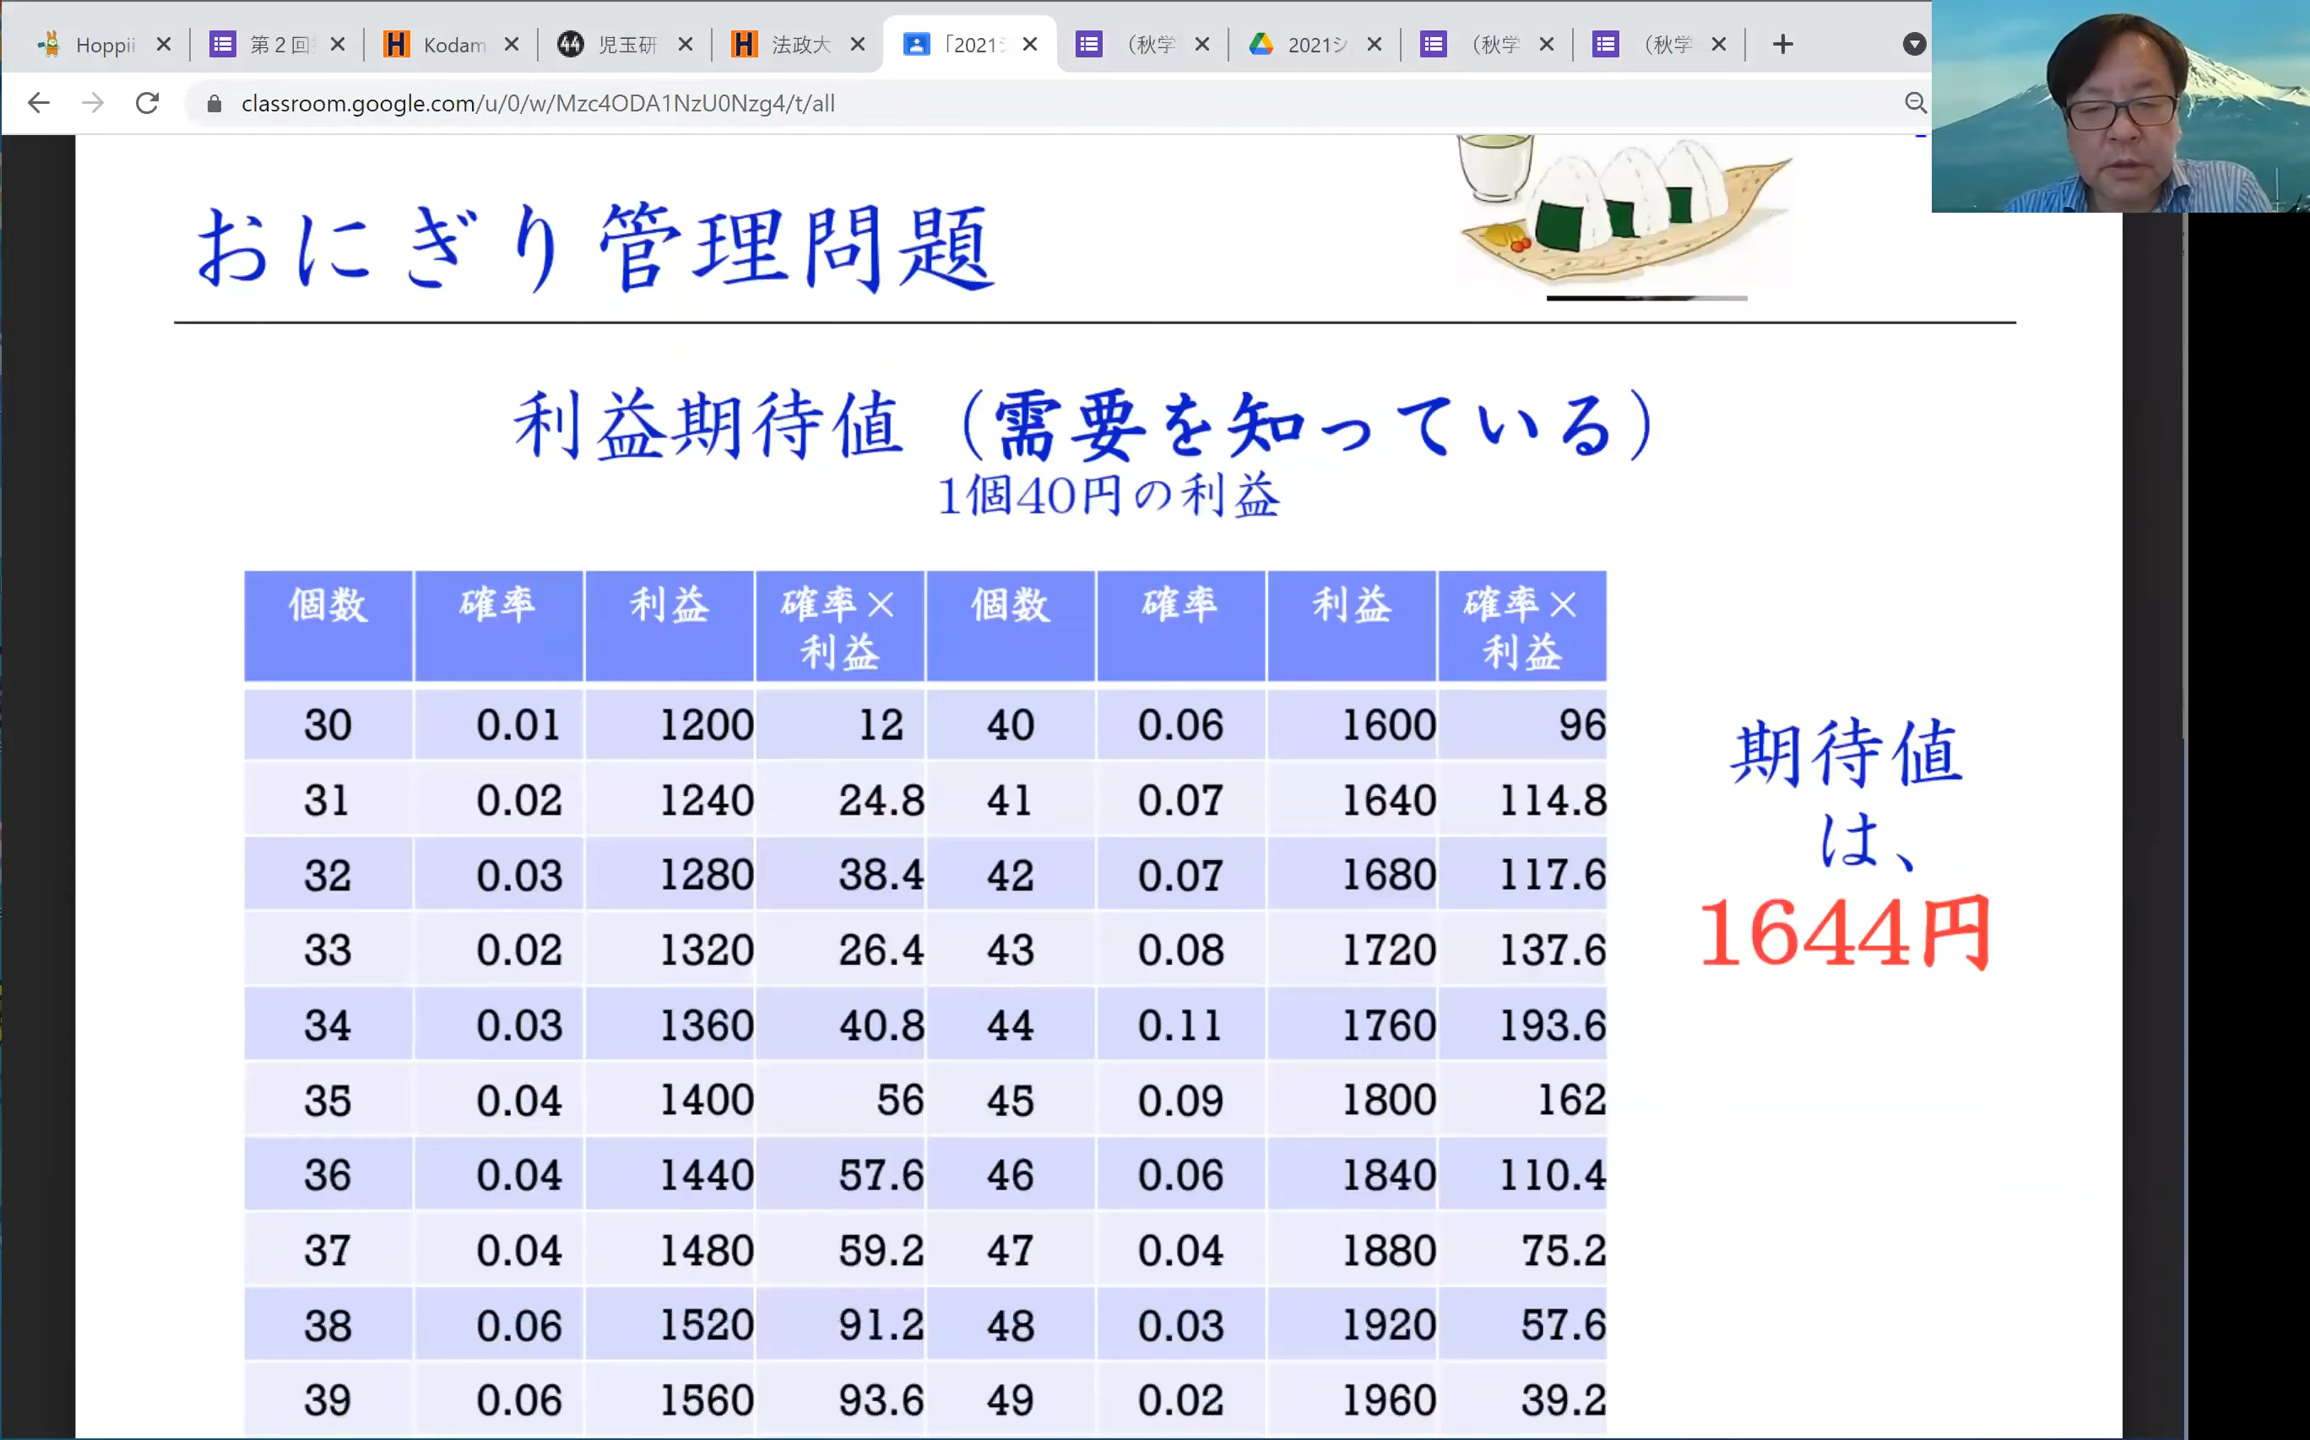 Hoppii
第２回
Kodam
児玉研
法政大
「2021シ
（秋学
2021シ
（秋学
（秋学
classroom.google.com/u/0/w/Mzc4ODA1NzU0Nzg4/t/all
おにぎり管理問題
利益期待値（需要を知っている）
1個40円の利益
個数 確率 利益 確率×利益 個数 確率 利益 確率×利益
30 0.01 1200 12 40 0.06 1600 96
31 0.02 1240 24.8 41 0.07 1640 114.8
32 0.03 1280 38.4 42 0.07 1680 117.6
33 0.02 1320 26.4 43 0.08 1720 137.6
34 0.03 1360 40.8 44 0.11 1760 193.6
35 0.04 1400 56 45 0.09 1800 162
36 0.04 1440 57.6 46 0.06 1840 110.4
37 0.04 1480 59.2 47 0.04 1880 75.2
38 0.06 1520 91.2 48 0.03 1920 57.6
39 0.06 1560 93.6 49 0.02 1960 39.2
期待値
は、
1644円